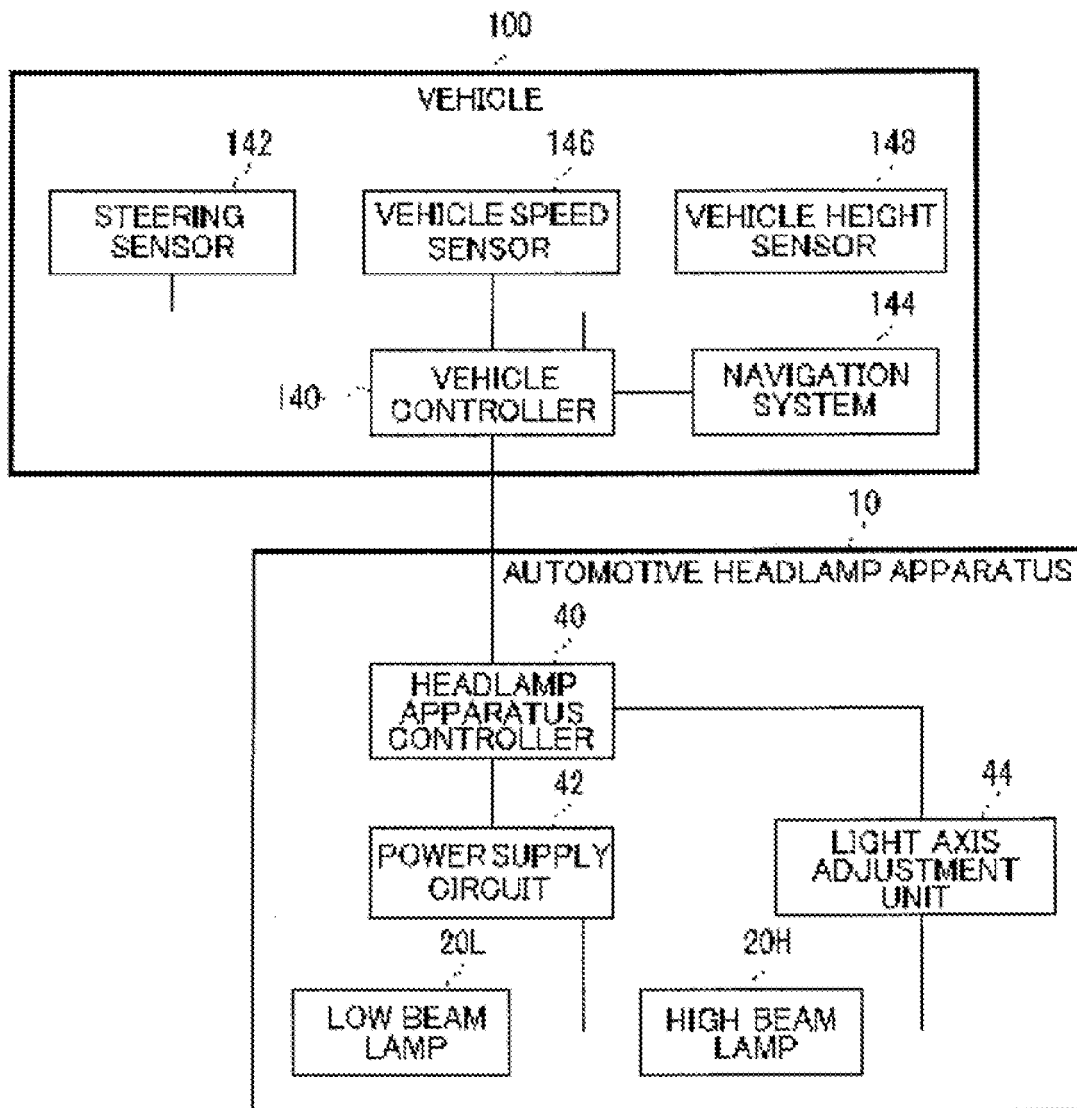 100
VEHICLE
142
146
148
STEERING
SENSOR
VEHICLE SPEED
SENSOR
VEHICLE HEIGHT
SENSOR
144
140
VEHICLE
CONTROLLER
NAVIGATION
SYSTEM
10
AUTOMOTIVE HEADLAMP APPARATUS
40
HEADLAMP
APPARATUS
CONTROLLER
42
44
POWER SUPPLY
CIRCUIT
LIGHT AXIS
ADJUSTMENT
UNIT
20L
20H
LOW BEAM
LAMP
HIGH BEAM
LAMP